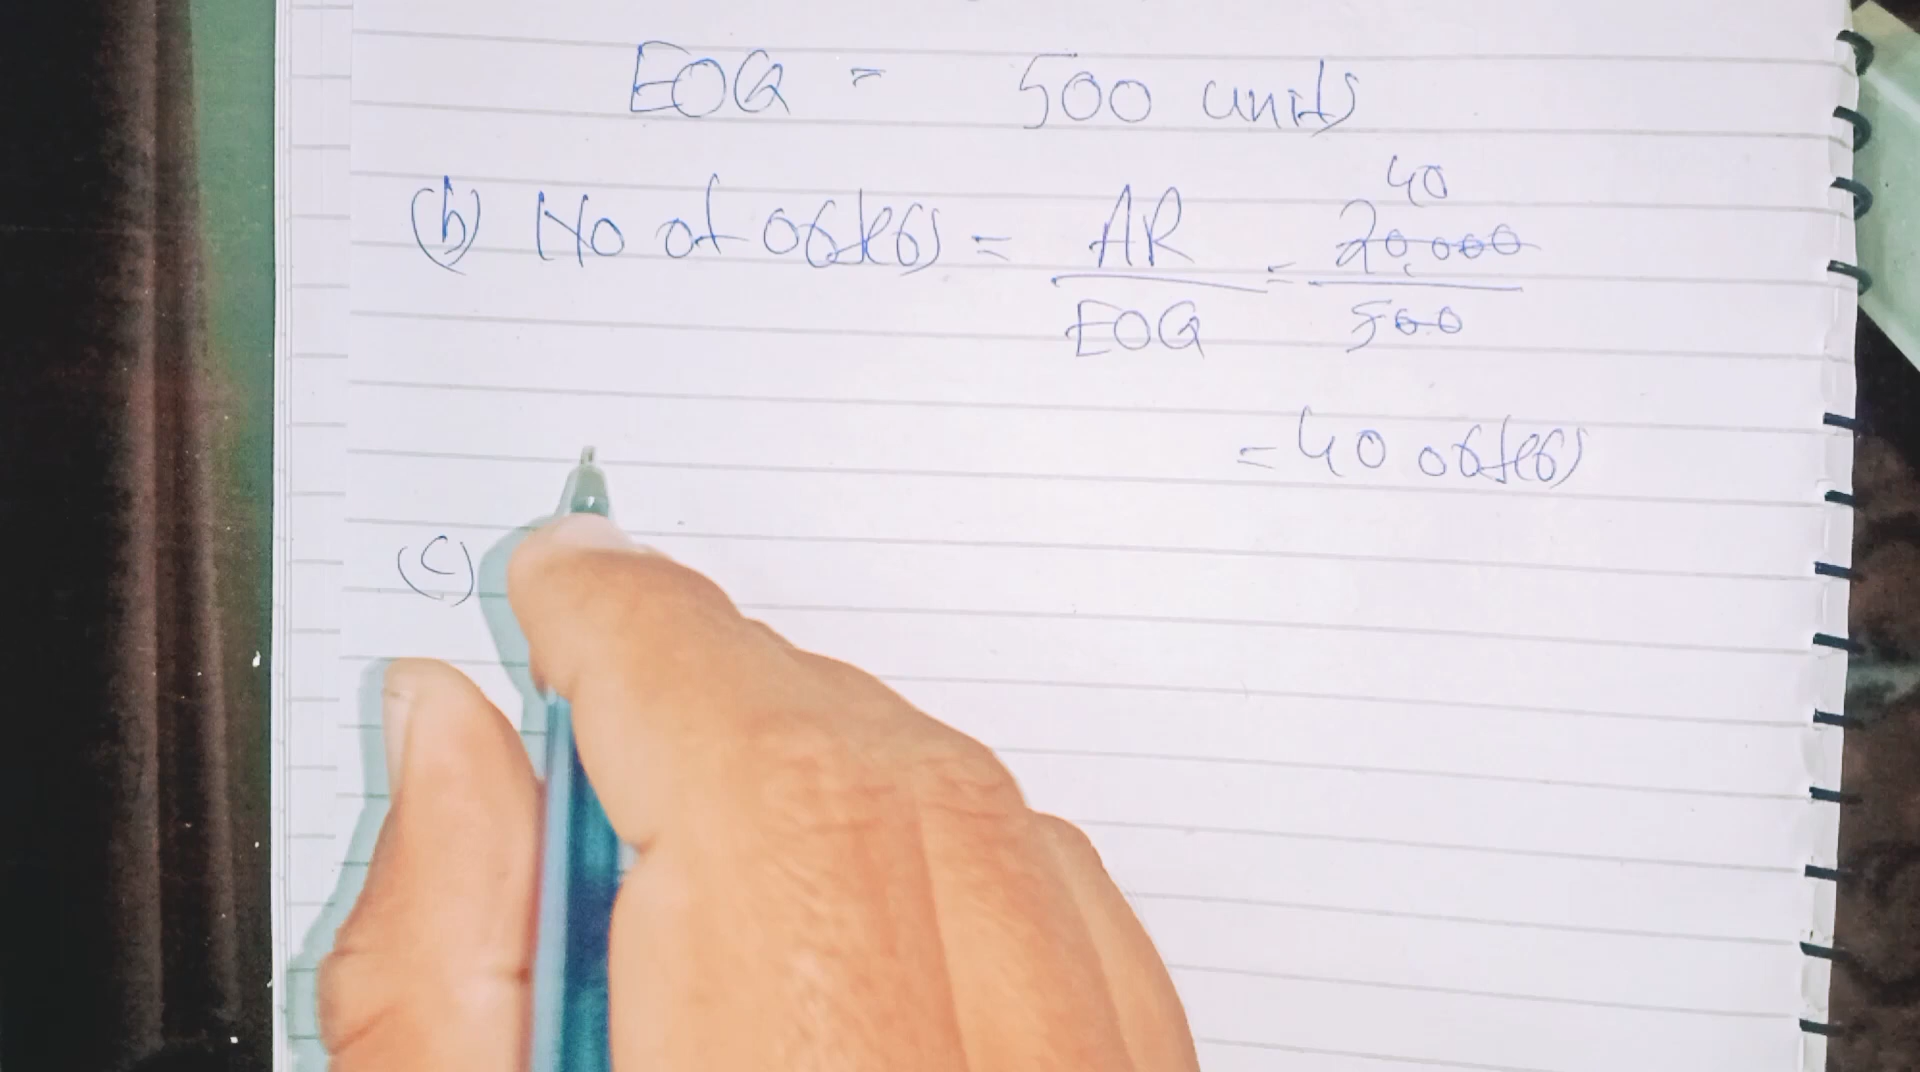 EOQ = 500 units
40
(b) No of orders = AR = 20,000
EOQ 500
= 40 orders
(c)